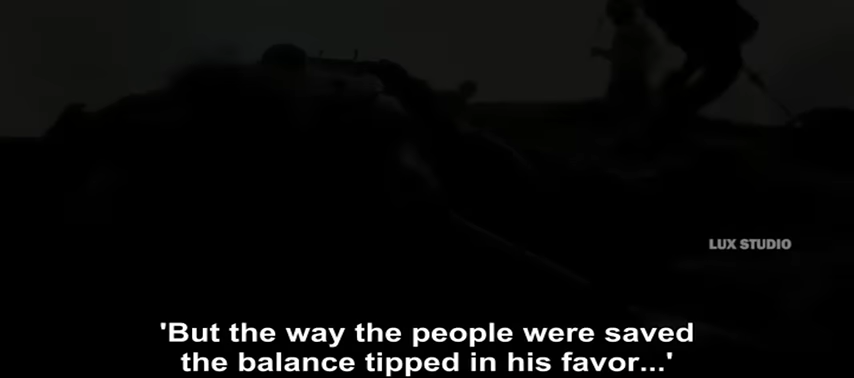 LUX STUDIO
'But the way the people were saved
the balance tipped in his favor...'